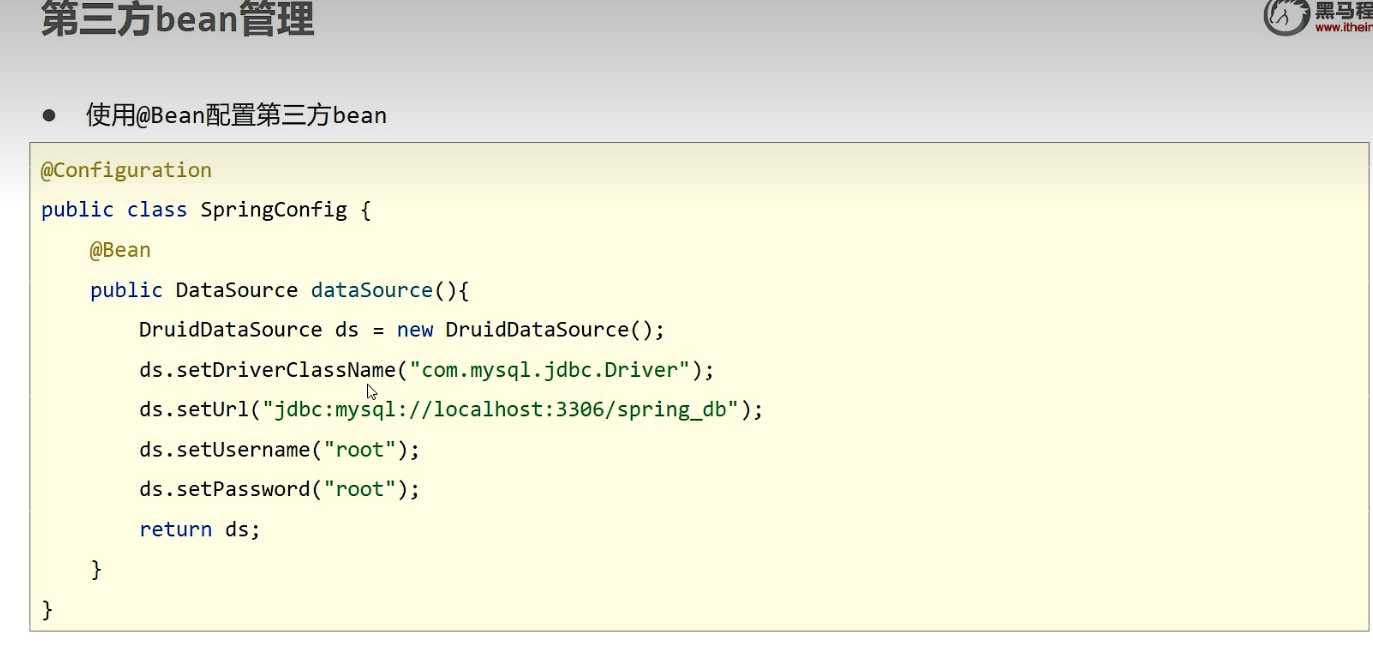 第三方bean管理
黑马程
www.ithein
● 使用@Bean配置第三方bean
@Configuration
public class SpringConfig {
    @Bean
    public DataSource dataSource(){
        DruidDataSource ds = new DruidDataSource();
        ds.setDriverClassName("com.mysql.jdbc.Driver");
        ds.setUrl("jdbc:mysql://localhost:3306/spring_db");
        ds.setUsername("root");
        ds.setPassword("root");
        return ds;
    }
}